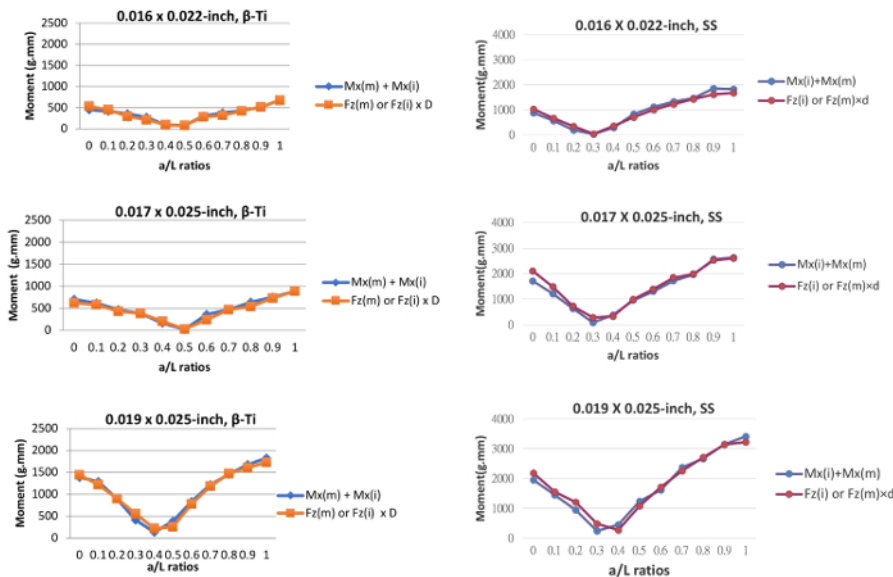 0.016 x 0.022-inch, β-Ti
Moment (g.mm)
2500
2000
1500
1000
500
0
0 0.1 0.2 0.3 0.4 0.5 0.6 0.7 0.8 0.9 1
a/L ratios
Mx(m) + Mx(i)
Fz(m) or Fz(i) x D
0.016 X 0.022-inch, SS
Moment(g.mm)
4000
3000
2000
1000
0
0 0.1 0.2 0.3 0.4 0.5 0.6 0.7 0.8 0.9 1
a/L ratios
Mx(i)+Mx(m)
Fz(i) or Fz(m)×d
0.017 x 0.025-inch, β-Ti
Moment (g.mm)
2500
2000
1500
1000
500
0
0 0.1 0.2 0.3 0.4 0.5 0.6 0.7 0.8 0.9 1
a/L ratios
Mx(m) + Mx(i)
Fz(m) or Fz(i) x D
0.017 X 0.025-inch, SS
Moment(g.mm)
4000
3000
2000
1000
0
0 0.1 0.2 0.3 0.4 0.5 0.6 0.7 0.8 0.9 1
a/L ratios
Mx(i)+Mx(m)
Fz(i) or Fz(m)×d
0.019 x 0.025-inch, β-Ti
Moment (g.mm)
2500
2000
1500
1000
500
0
0 0.1 0.2 0.3 0.4 0.5 0.6 0.7 0.8 0.9 1
a/L ratios
Mx(m) + Mx(i)
Fz(m) or Fz(i) x D
0.019 X 0.025-inch, SS
Moment(g.mm)
4000
3000
2000
1000
0
0 0.1 0.2 0.3 0.4 0.5 0.6 0.7 0.8 0.9 1
a/L ratios
Mx(i)+Mx(m)
Fz(i) or Fz(m)×d